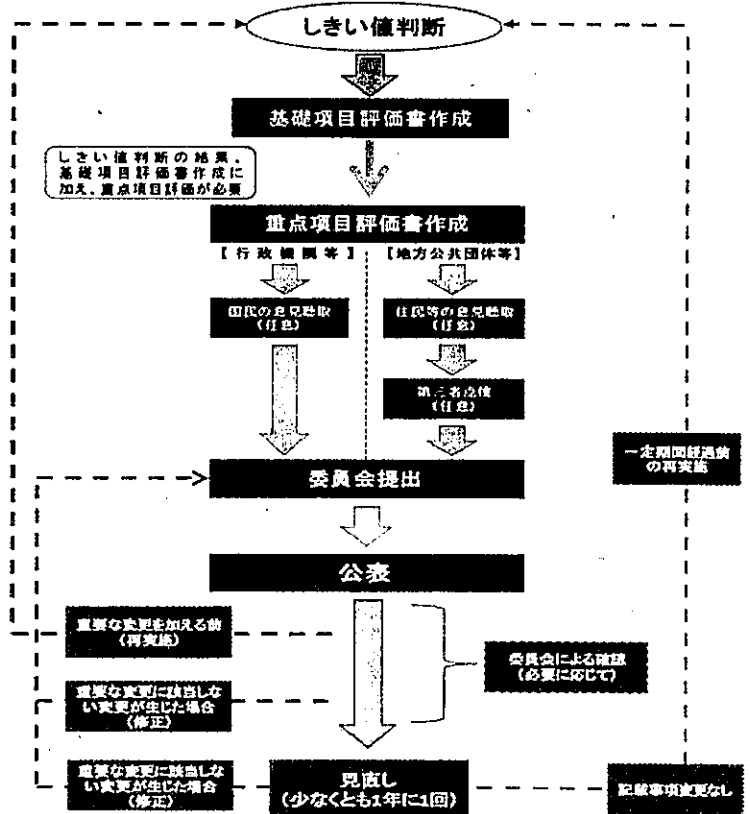 しきい値判断
基礎項目評価書作成
しきい値判断の結果、
基礎項目評価書作成に
加え、重点項目評価が必要
重点項目評価書作成
【行政機関等】
【地方公共団体等】
国民の意見聴取
(任意)
住民等の意見聴取
(任意)
第三者点検
(任意)
一定期間経過前
の再実施
委員会提出
公表
重要な変更を加える前
(再実施)
委員会による確認
(必要に応じて)
重要な変更に該当しな
い変更が生じた場合
(修正)
重要な変更に該当しな
い変更が生じた場合
(修正)
見直し
(少なくとも1年に1回)
記載事項変更なし